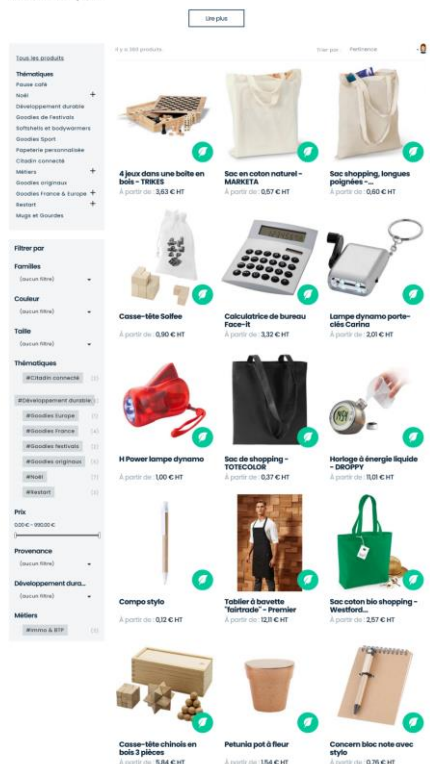 Lire plus
Tous les produits
Thématiques
Pause café
Noël +
Développement durable
Goodies de Festivals
Softshells et bodywarmers
Goodies Sport
Papeterie personnalisée
Citadin connecté
Métiers +
Goodies originaux
Goodies France & Europe +
Restart +
Mugs et Gourdes
Filtrer par
Familles
(aucun filtre)
Couleur
(aucun filtre)
Taille
(aucun filtre)
Thématiques
#Citadin connecté
#Développement durable
#Goodies Europe
#Goodies France
#Goodies festivals
#Goodies originaux
#Noël
#Restart
Prix
0,00 € - 990,00 €
Provenance
(aucun filtre)
Développement dura...
(aucun filtre)
Métiers
#Immo & BTP
produits.
Trier par: Pertinence
4 jeux dans une boîte en
bois - TRIKES
À partir de : 3,63 € HT
Sac en coton naturel -
MARKETA
À partir de : 0,57 € HT
Sac shopping, longues
poignées -...
À partir de : 0,60 € HT
Casse-tête Solfee
À partir de : 0,90 € HT
Calculatrice de bureau
Face-it
À partir de : 3,32 € HT
Lampe dynamo porte-
clés Carina
À partir de : 2,01 € HT
H Power lampe dynamo
À partir de : 1,00 € HT
Sac de shopping -
TOTECOLOR
À partir de : 0,37 € HT
Horloge à énergie liquide
- DROPPY
À partir de : 11,01 € HT
Compo stylo
À partir de : 0,12 € HT
Tablier à bavette
"fairtrade" - Premier
À partir de : 12,11 € HT
Sac coton bio shopping -
Westford...
À partir de : 2,57 € HT
Casse-tête chinois en
bois 3 pièces
À partir de : 5,84 € HT
Petunia pot à fleur
À partir de : 1,54 € HT
Concern bloc note avec
stylo
À partir de : 0,76 € HT